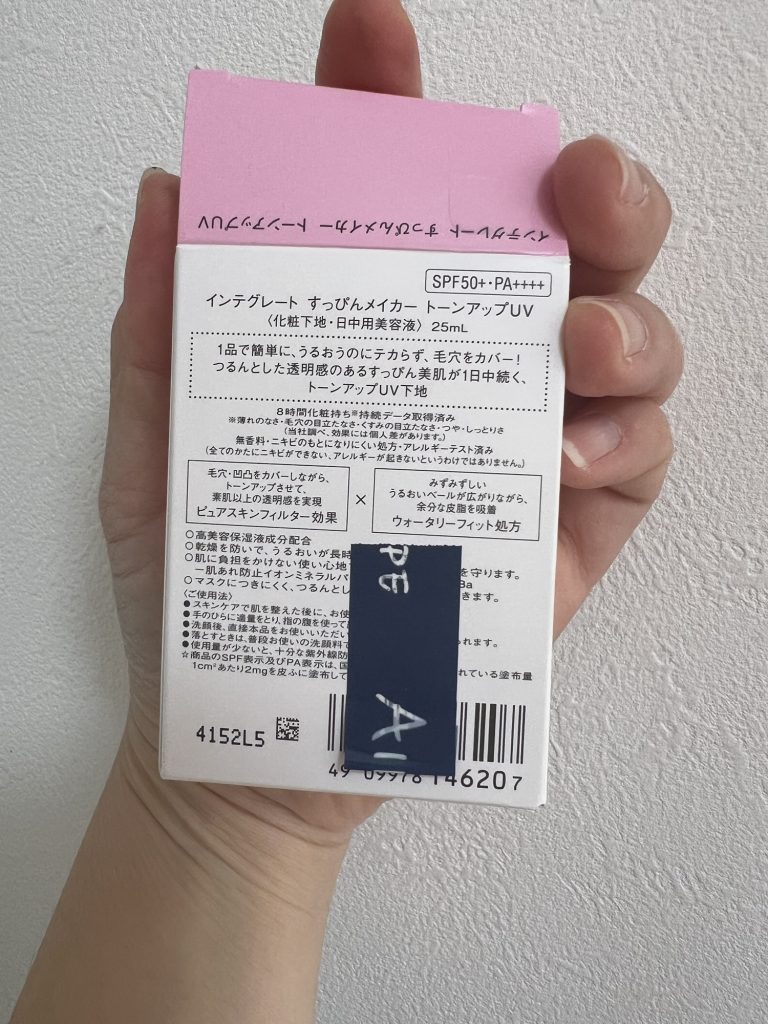 インテグレート すっぴんメイカー トーンアップUV
SPF50+・PA++++
インテグレート すっぴんメイカー トーンアップUV
〈化粧下地・日中用美容液〉 25mL
1品で簡単に、うるおうのにテカらず、毛穴をカバー！
つるんとした透明感のあるすっぴん美肌が1日中続く、
トーンアップUV下地
8時間化粧持ち※持続データ取得済み
※薄れのなさ・毛穴の目立たなさ・くすみの目立たなさ・つや・しっとりさ
（当社調べ、効果には個人差があります。）
無香料・ニキビのもとになりにくい処方・アレルギーテスト済み
（全てのかたにニキビができない、アレルギーが起きないというわけではありません。）
毛穴・凹凸をカバーしながら、
トーンアップさせて、
素肌以上の透明感を実現
ピュアスキンフィルター効果
×
みずみずしい
うるおいベールが広がりながら、
余分な皮脂を吸着
ウォータリーフィット処方
○高美容保湿液成分配合
○乾燥を防いで、うるおいが長時
○肌に負担をかけない使い心地 を守ります。
ー肌あれ防止イオンミネラルバ Ba
○マスクにつきにくく、つるんとし きます。
〈ご使用法〉
●スキンケアで肌を整えた後に、お使
●手のひらに適量をとり、指の腹を使って
●洗顔後、直接本品をお使いいただい
●落とすときは、普段お使いの洗顔料で られます。
●使用量が少ないと、十分な紫外線防
☆商品のSPF表示及びPA表示は、国 れている塗布量
1cm²あたり2mgを皮ふに塗布して
PE
A
4152L5
4909978146207